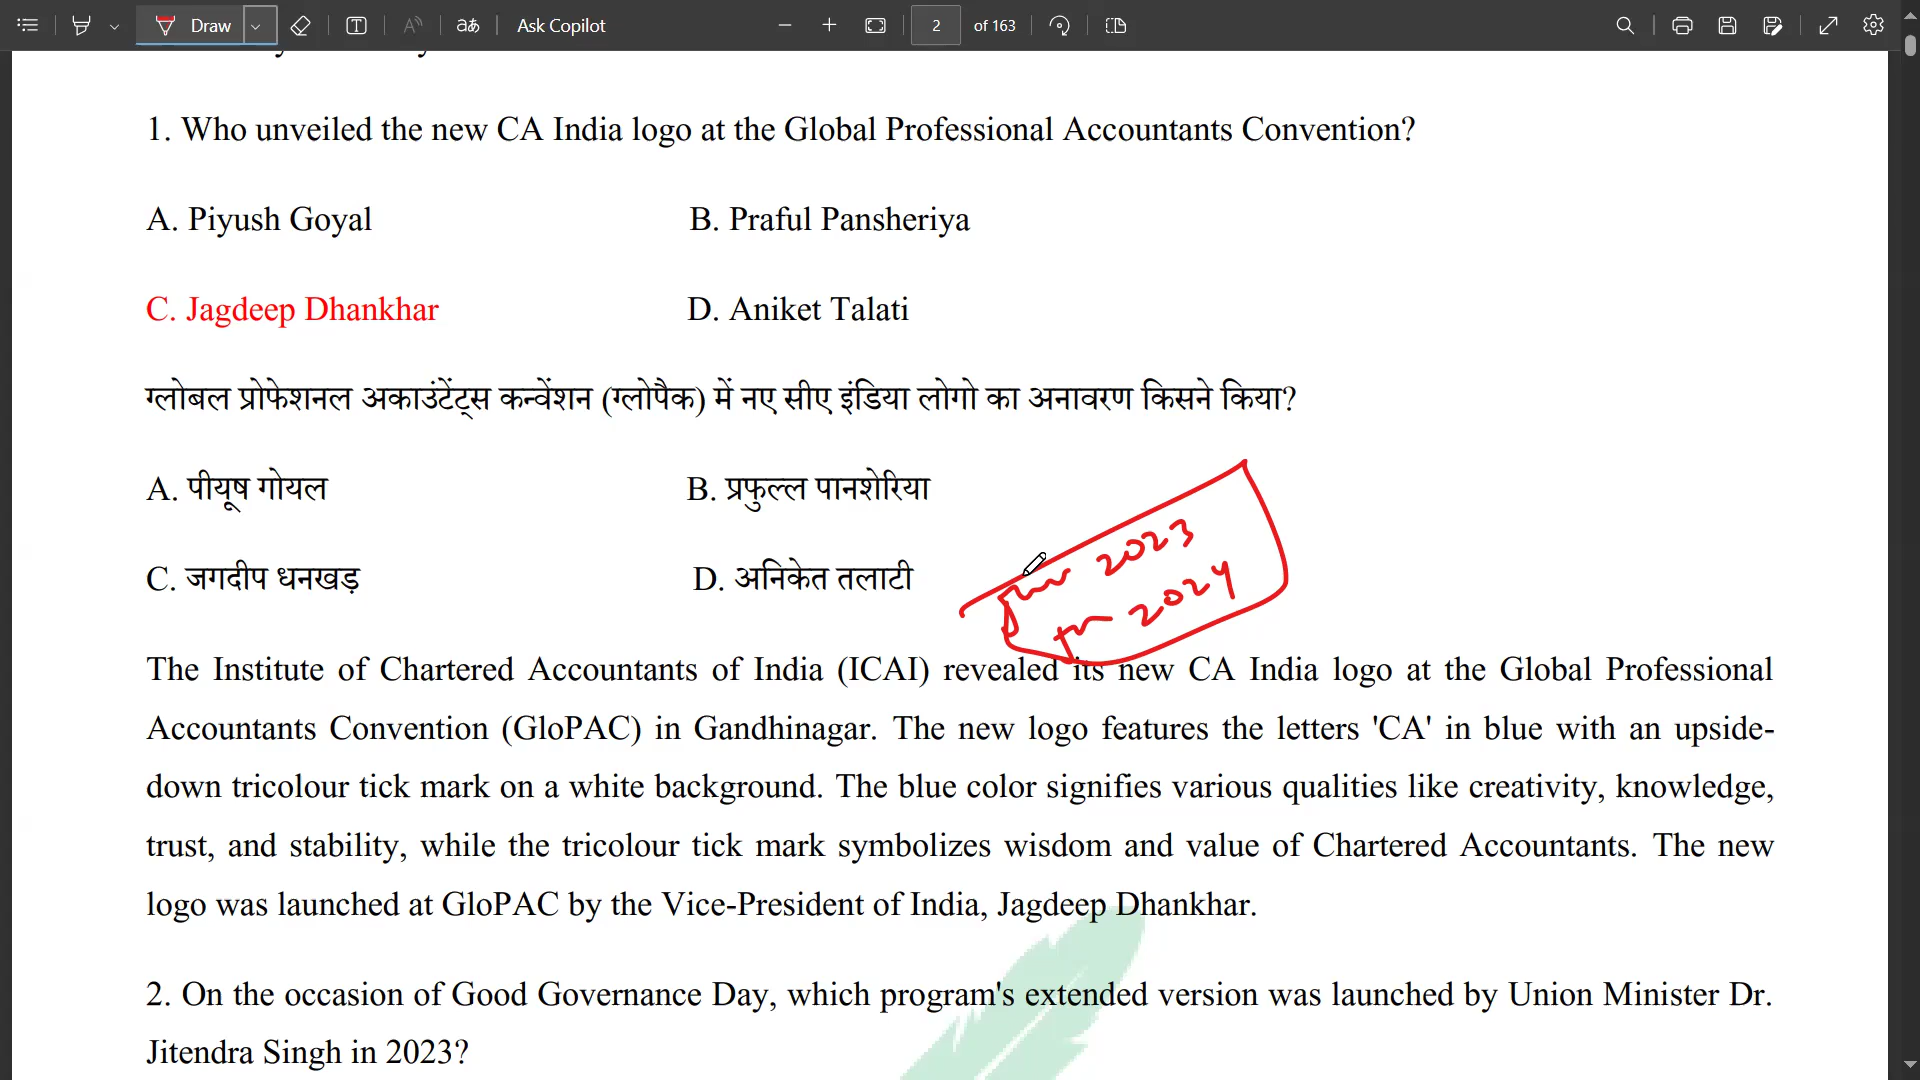 Draw Ask Copilot 2 of 163
1. Who unveiled the new CA India logo at the Global Professional Accountants Convention?
A. Piyush Goyal B. Praful Pansheriya
C. Jagdeep Dhankhar D. Aniket Talati
ग्लोबल प्रोफेशनल अकाउंटेंट्स कन्वेंशन (ग्लोपैक) में नए सीए इंडिया लोगो का अनावरण किसने किया?
A. पीयूष गोयल B. प्रफुल्ल पानशेरिया
2023
C. जगदीप धनखड़ D. अनिकेत तलाटी
2024
The Institute of Chartered Accountants of India (ICAI) revealed its new CA India logo at the Global Professional
Accountants Convention (GloPAC) in Gandhinagar. The new logo features the letters 'CA' in blue with an upside-
down tricolour tick mark on a white background. The blue color signifies various qualities like creativity, knowledge,
trust, and stability, while the tricolour tick mark symbolizes wisdom and value of Chartered Accountants. The new
logo was launched at GloPAC by the Vice-President of India, Jagdeep Dhankhar.
2. On the occasion of Good Governance Day, which program's extended version was launched by Union Minister Dr.
Jitendra Singh in 2023?